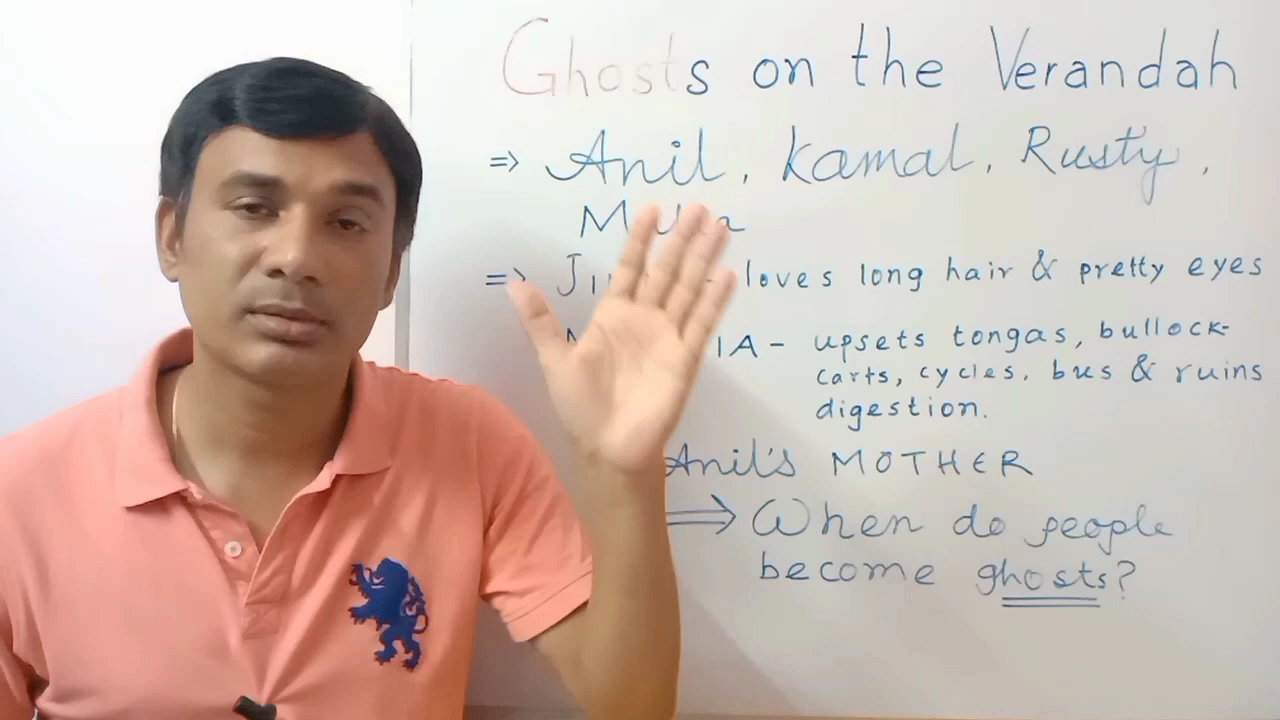 Ghosts on the Verandah
=> Anil, Kamal, Rusty,
=> loves long hair & pretty eyes
upsets tongas, bullock-
carts, cycles, bus & ruins
digestion.
Anil's MOTHER
=> When do people
become ghosts?